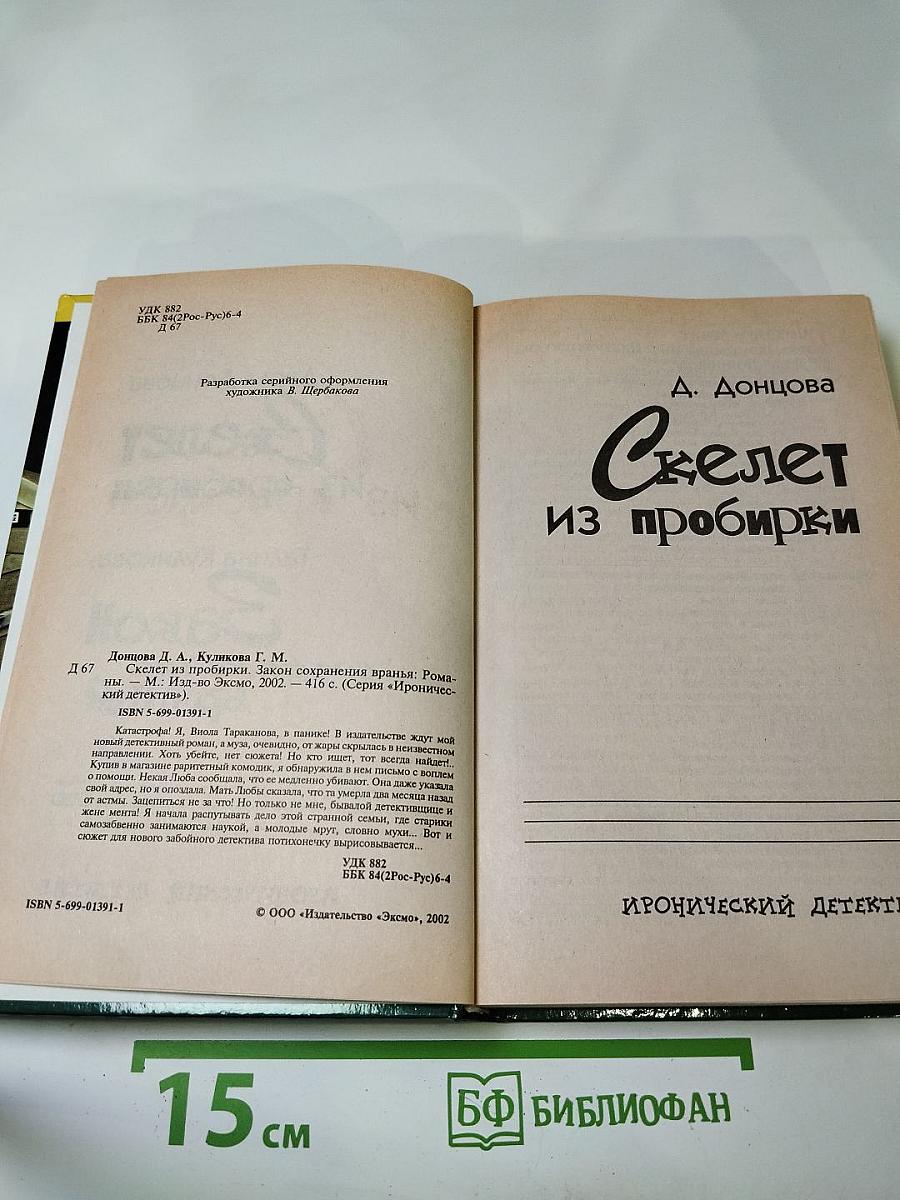 УДК 882
ББК 84(2Рос-Рус)6-4
Д 67
Разработка серийного оформления
художника В. Щербакова
Донцова Д. А., Куликова Г. М.
Д 67 Скелет из пробирки. Закон сохранения вранья: Рома-
ны. — М.: Изд-во Эксмо, 2002. — 416 с. (Серия «Ирониче­с-
кий детектив»).
ISBN 5-699-01391-1
Катастрофа! Я, Виола Тараканова, в панике! В издательстве ждут мой
новый детективный роман, а муза, очевидно, от жары скрылась в неизвестном
направлении. Хоть убейте, нет сюжета! Но кто ищет, тот всегда найдет!..
Купив в магазине раритетный комодик, я обнаружила в нем письмо с воплем
о помощи. Некая Люба сообщала, что ее медленно убивают. Она даже указала
свой адрес, но я опоздала. Мать Любы сказала, что та умерла два месяца назад
от астмы. Зацепиться не за что! Но только не мне, бывалой детективщице и
жене мента! Я начала распутывать дело этой странной семьи, где старики
самозабвенно занимаются наукой, а молодые мрут, словно мухи... Вот и
сюжет для нового забойного детектива потихонечку вырисовывается...
УДК 882
ББК 84(2Рос-Рус)6-4
ISBN 5-699-01391-1
© ООО «Издательство «Эксмо», 2002
Д. Донцова
Скелет
из пробирки
ИРОНИЧЕСКИЙ ДЕТЕКТИ
15 см
БФ БИБЛИОФАН